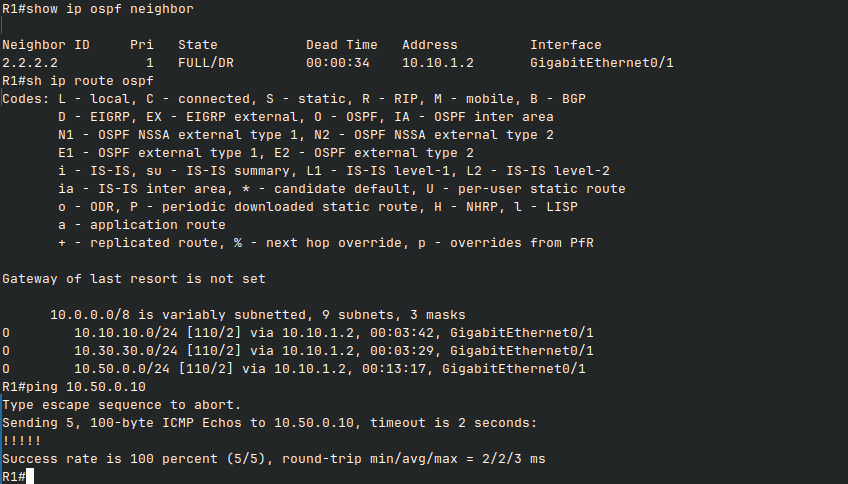 R1#show ip ospf neighbor

Neighbor ID     Pri   State           Dead Time   Address         Interface
2.2.2.2           1   FULL/DR         00:00:34    10.10.1.2       GigabitEthernet0/1
R1#sh ip route ospf
Codes: L - local, C - connected, S - static, R - RIP, M - mobile, B - BGP
       D - EIGRP, EX - EIGRP external, O - OSPF, IA - OSPF inter area
       N1 - OSPF NSSA external type 1, N2 - OSPF NSSA external type 2
       E1 - OSPF external type 1, E2 - OSPF external type 2
       i - IS-IS, su - IS-IS summary, L1 - IS-IS level-1, L2 - IS-IS level-2
       ia - IS-IS inter area, * - candidate default, U - per-user static route
       o - ODR, P - periodic downloaded static route, H - NHRP, l - LISP
       a - application route
       + - replicated route, % - next hop override, p - overrides from PfR

Gateway of last resort is not set

      10.0.0.0/8 is variably subnetted, 9 subnets, 3 masks
O        10.10.10.0/24 [110/2] via 10.10.1.2, 00:03:42, GigabitEthernet0/1
O        10.30.30.0/24 [110/2] via 10.10.1.2, 00:03:29, GigabitEthernet0/1
O        10.50.0.0/24 [110/2] via 10.10.1.2, 00:13:17, GigabitEthernet0/1
R1#ping 10.50.0.10
Type escape sequence to abort.
Sending 5, 100-byte ICMP Echos to 10.50.0.10, timeout is 2 seconds:
!!!!!
Success rate is 100 percent (5/5), round-trip min/avg/max = 2/2/3 ms
R1#